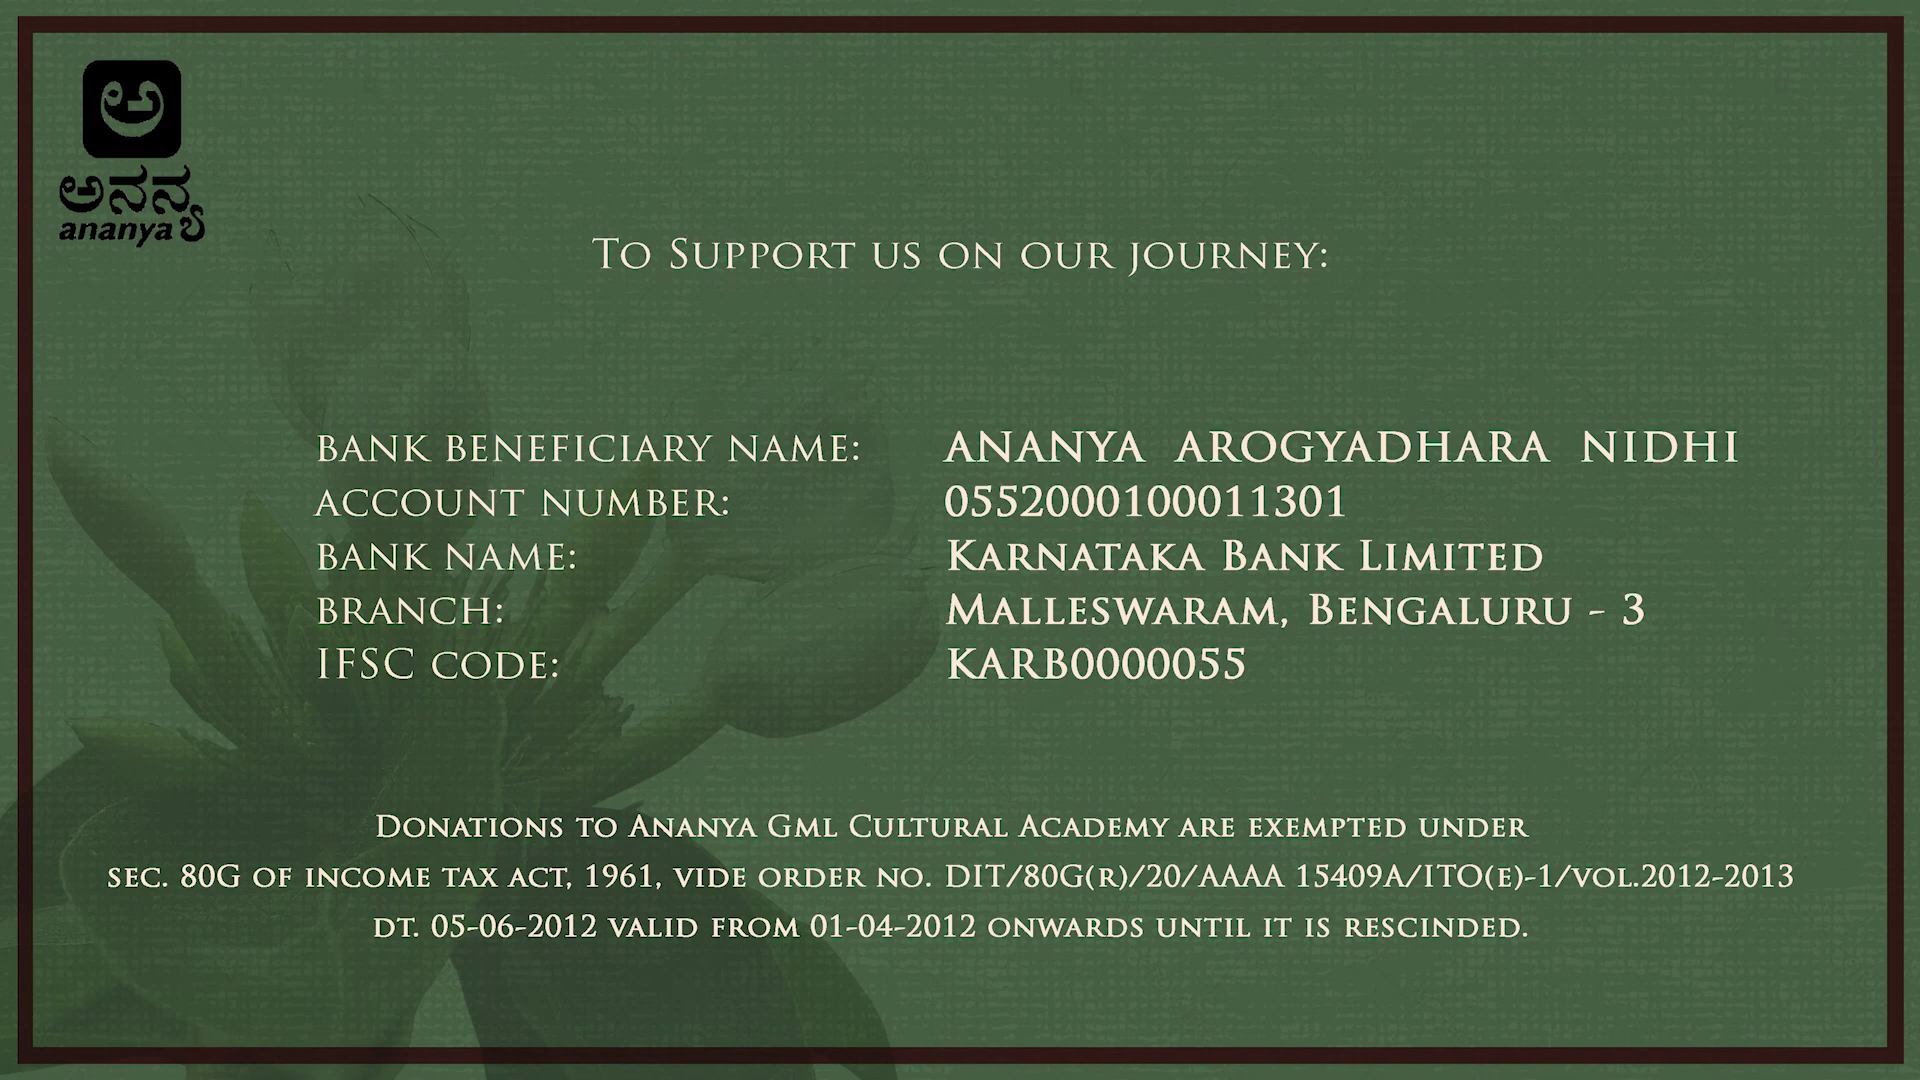 ಅ
ಅನನ್ಯ
ananya
To Support us on our journey:
BANK BENEFICIARY NAME: ANANYA AROGYADHARA NIDHI
ACCOUNT NUMBER: 0552000100011301
BANK NAME: Karnataka Bank Limited
BRANCH: Malleswaram, Bengaluru - 3
IFSC CODE: KARB0000055
Donations to Ananya Gml Cultural Academy are exempted under
sec. 80G of income tax act, 1961, vide order no. DIT/80G(r)/20/AAAA 15409A/ITO(e)-1/vol.2012-2013
dt. 05-06-2012 valid from 01-04-2012 onwards until it is rescinded.